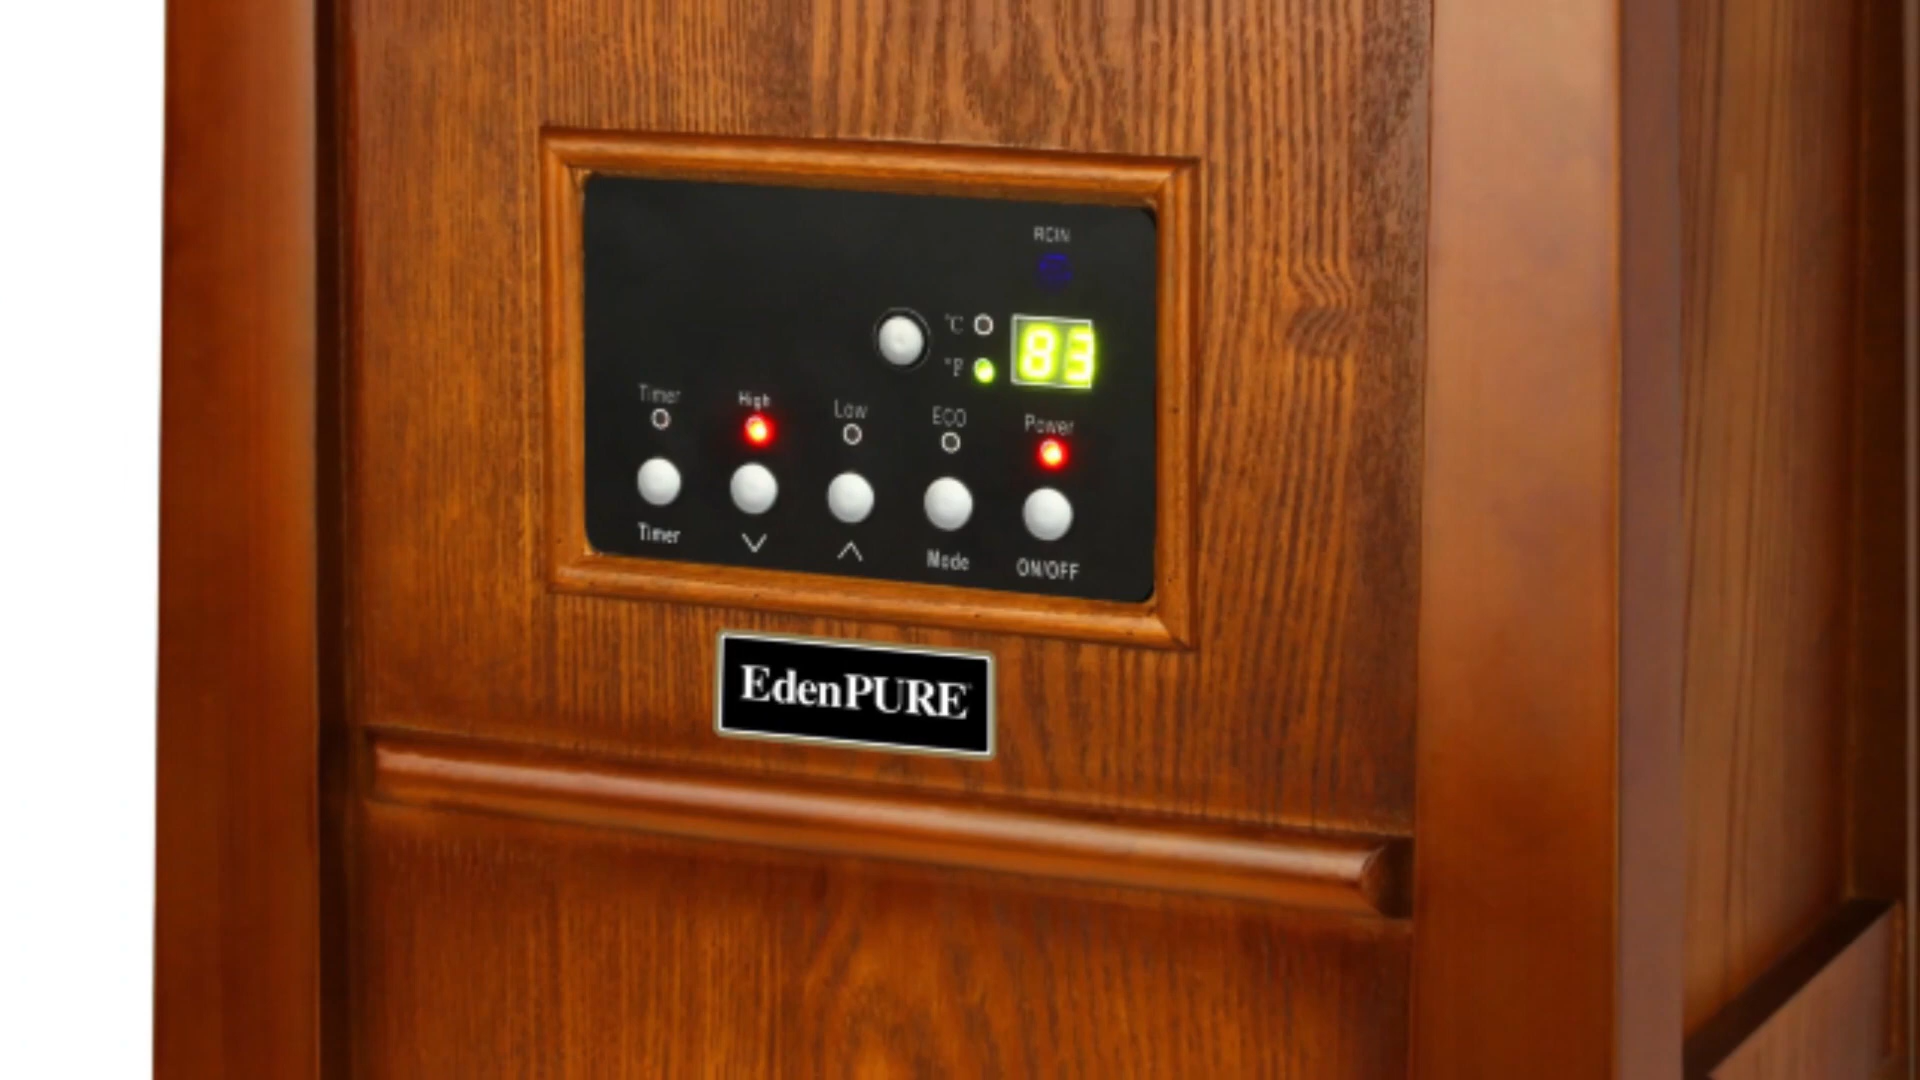 RCIN
°C
°F
83
Timer High Low ECO Power
Timer Mode ON/OFF
EdenPURE